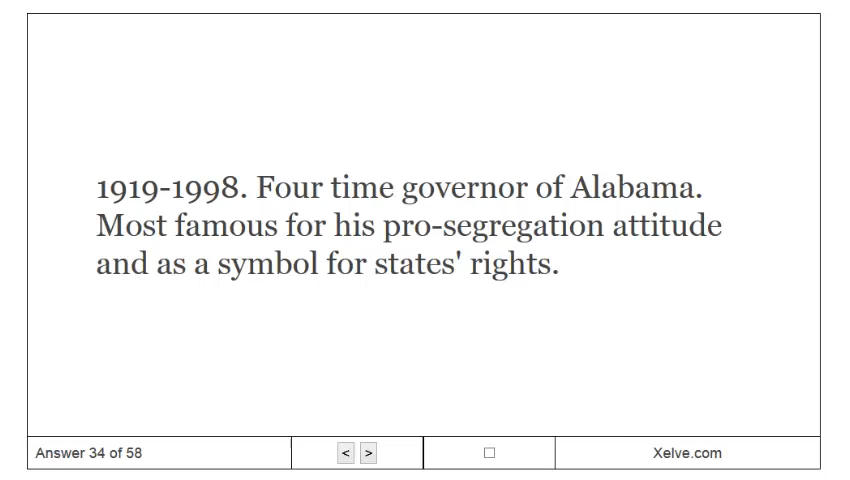 1919-1998. Four time governor of Alabama.
Most famous for his pro-segregation attitude
and as a symbol for states' rights.
Answer 34 of 58 < > Xelve.com